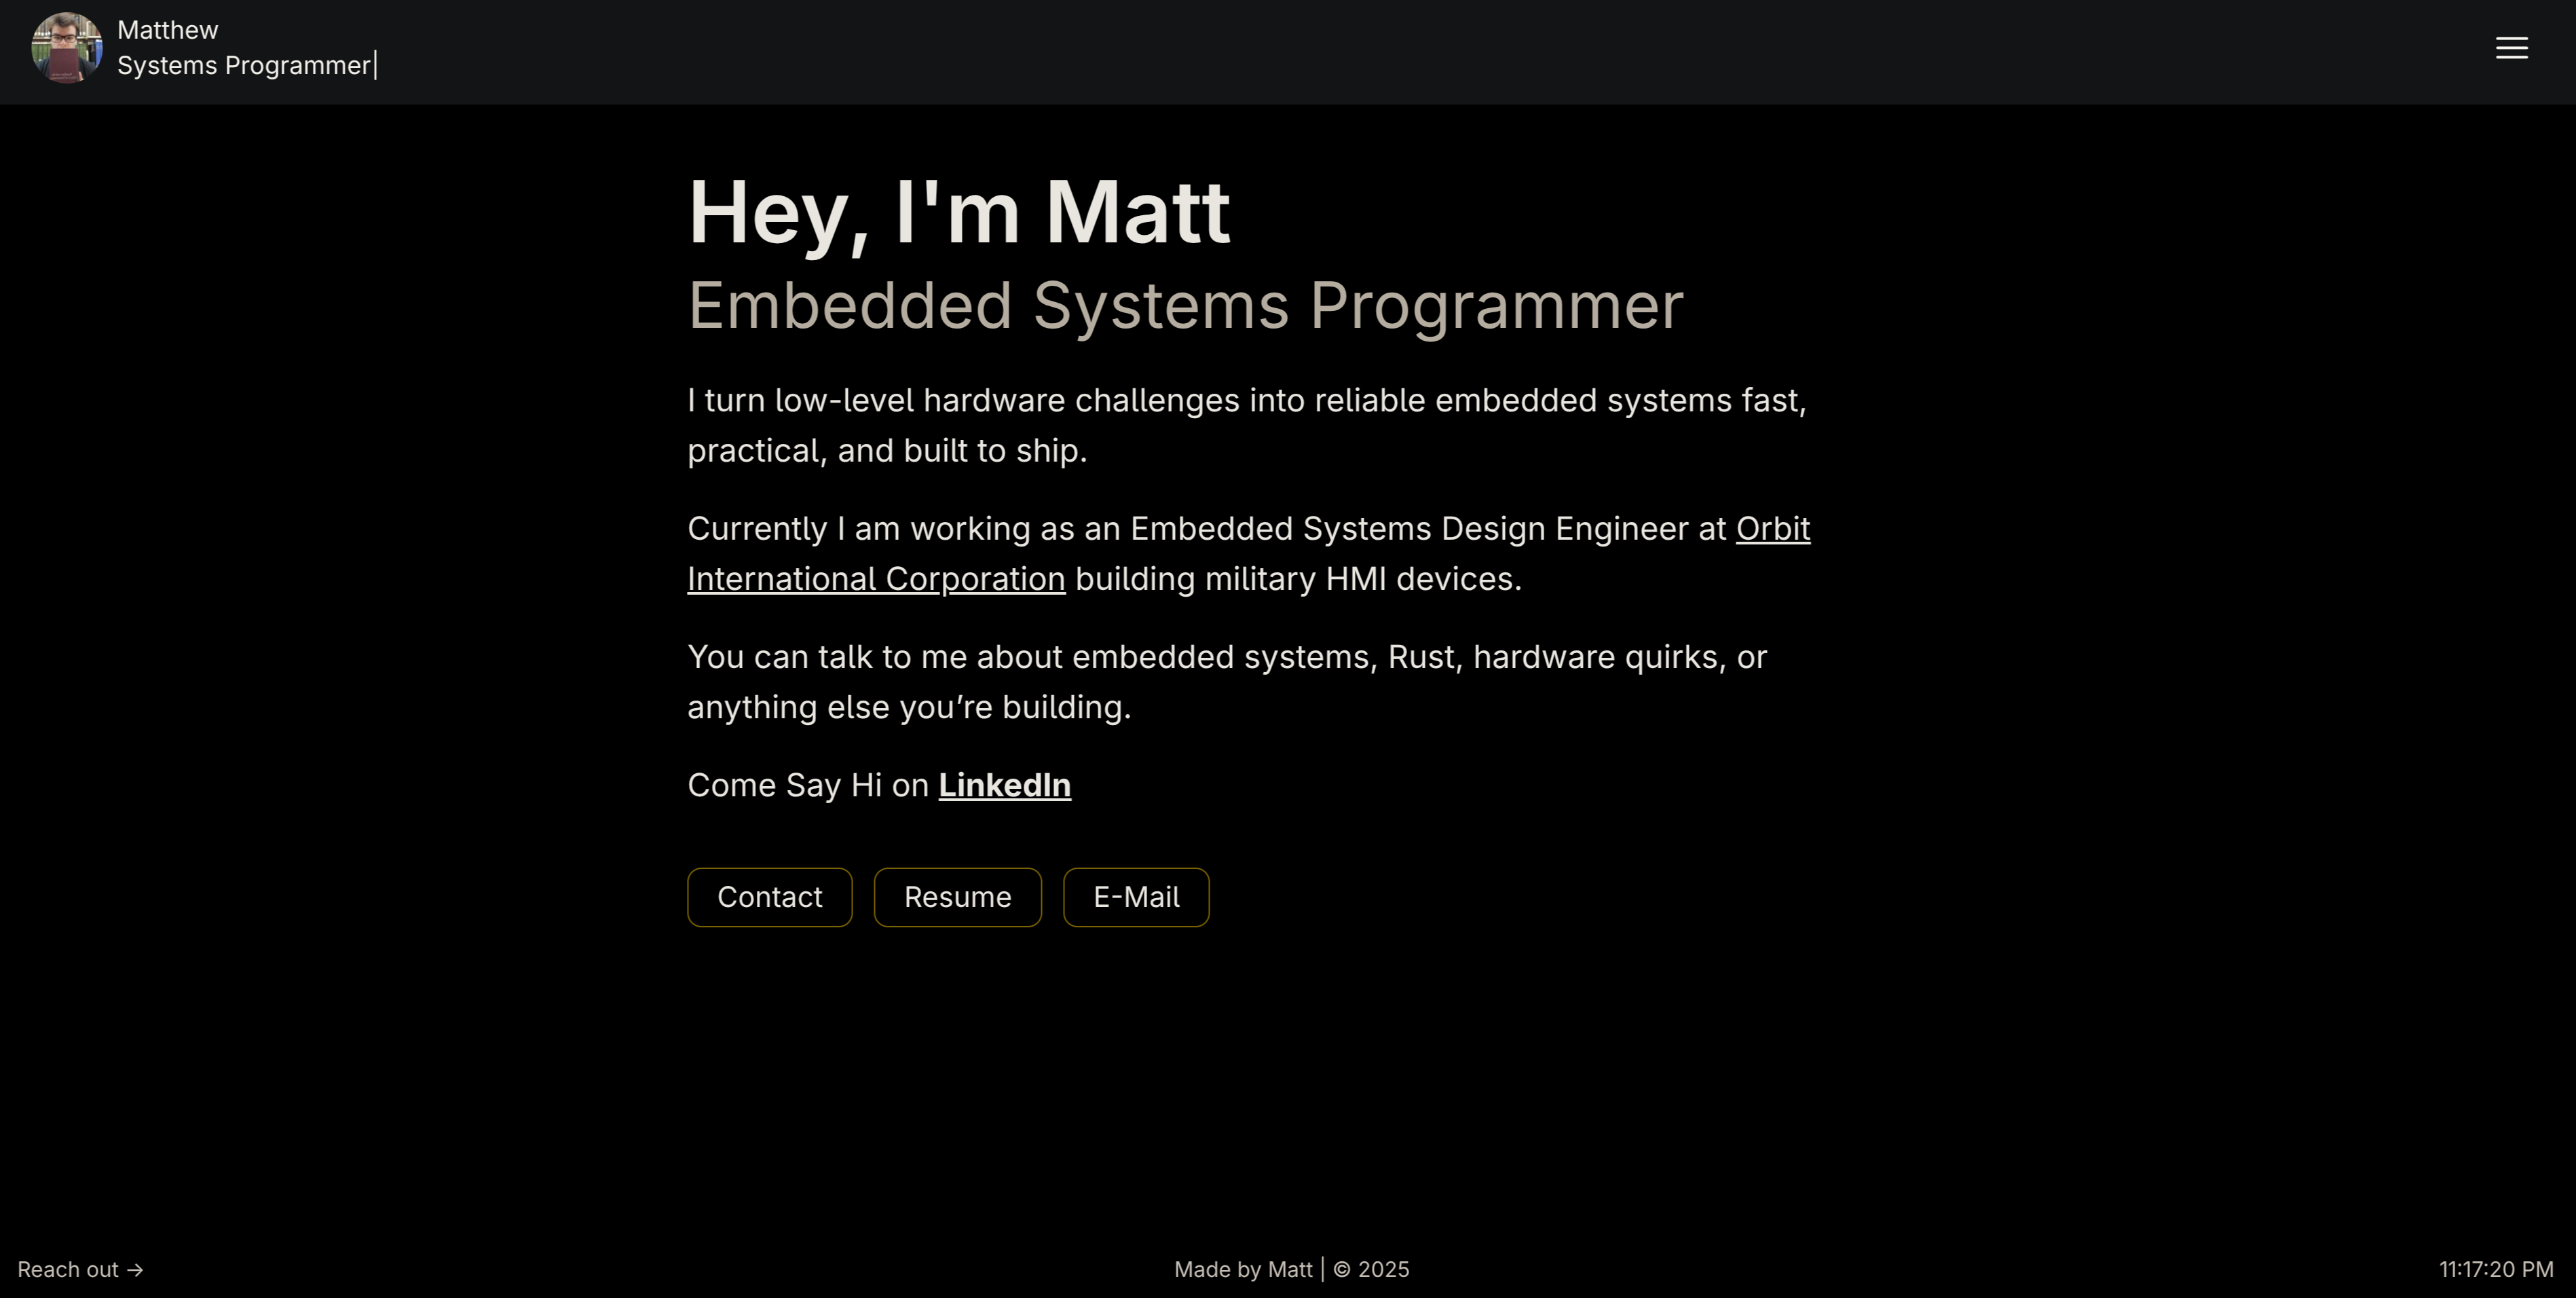 Matthew
Systems Programmer|
Hey, I'm Matt
Embedded Systems Programmer
I turn low-level hardware challenges into reliable embedded systems fast,
practical, and built to ship.
Currently I am working as an Embedded Systems Design Engineer at Orbit
International Corporation building military HMI devices.
You can talk to me about embedded systems, Rust, hardware quirks, or
anything else you’re building.
Come Say Hi on LinkedIn
Contact Resume E-Mail
Reach out → Made by Matt | © 2025 11:17:20 PM